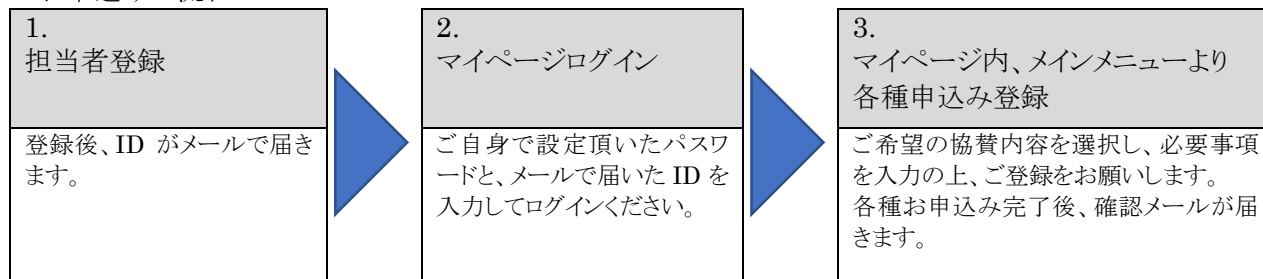 1.
担当者登録
登録後、ID がメールで届き
ます。
2.
マイページログイン
ご自身で設定頂いたパスワ
ードと、メールで届いた ID を
入力してログインください。
3.
マイページ内、メインメニューより
各種申込み登録
ご希望の協賛内容を選択し、必要事項
を入力の上、ご登録をお願いします。
各種お申込み完了後、確認メールが届
きます。